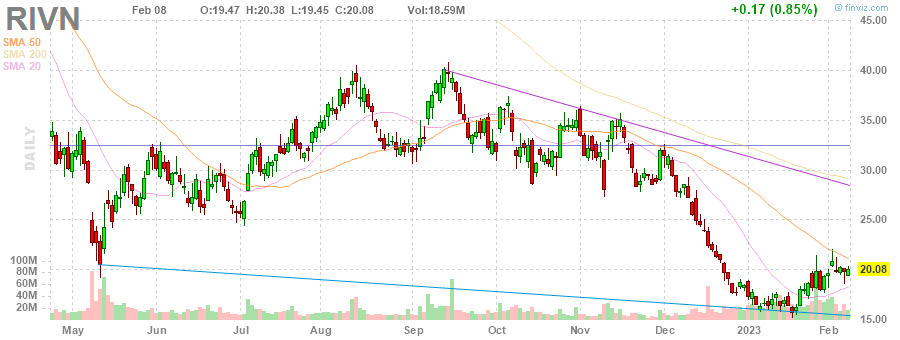 RIVN Feb 08 O:19.47 H:20.38 L:19.45 C:20.08 Vol:18.59M +0.17 (0.85%) finviz.com
SMA 50
SMA 200
SMA 20
DAILY
45.00
40.00
35.00
30.00
25.00
20.08
15.00
100M
80M
60M
40M
20M
May Jun Jul Aug Sep Oct Nov Dec 2023 Feb